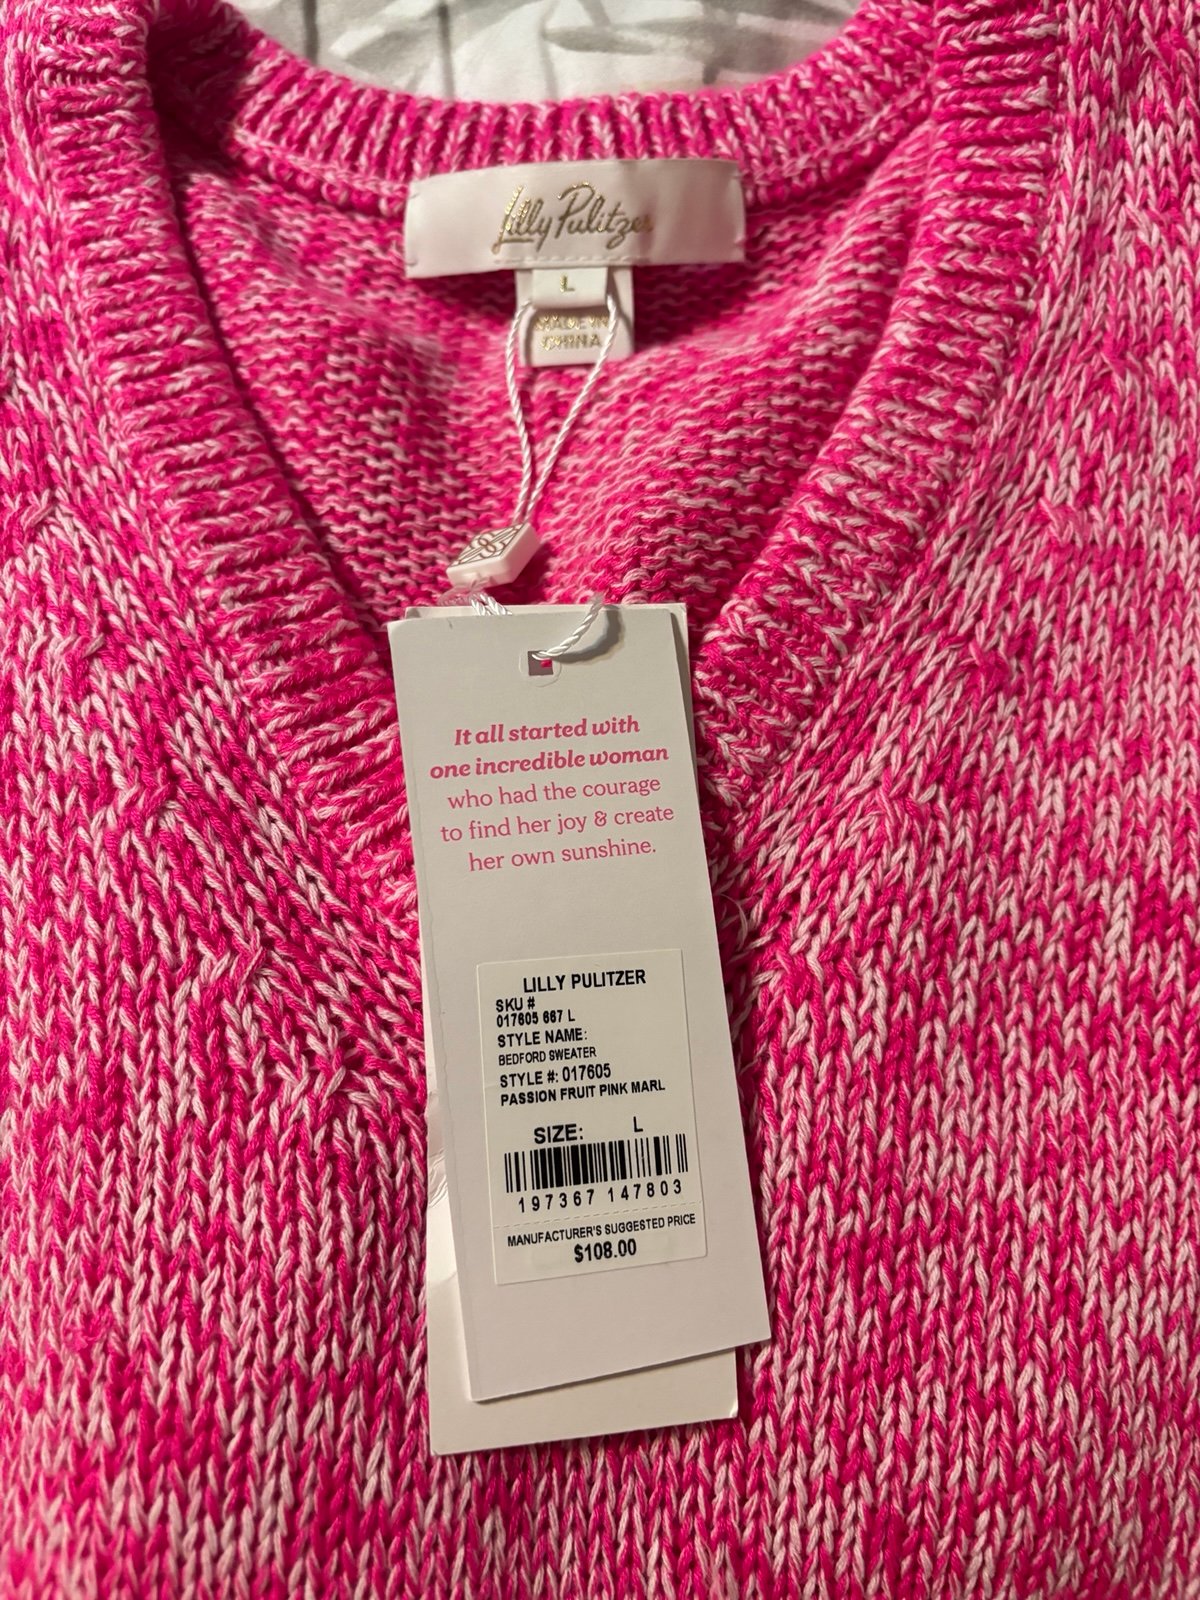 Lilly Pulitzer
L
MADE IN
CHINA
It all started with
one incredible woman
who had the courage
to find her joy & create
her own sunshine.
LILLY PULITZER
SKU #
017605 667 L
STYLE NAME:
BEDFORD SWEATER
STYLE #: 017605
PASSION FRUIT PINK MARL
SIZE: L
197367 147803
MANUFACTURER'S SUGGESTED PRICE
$108.00